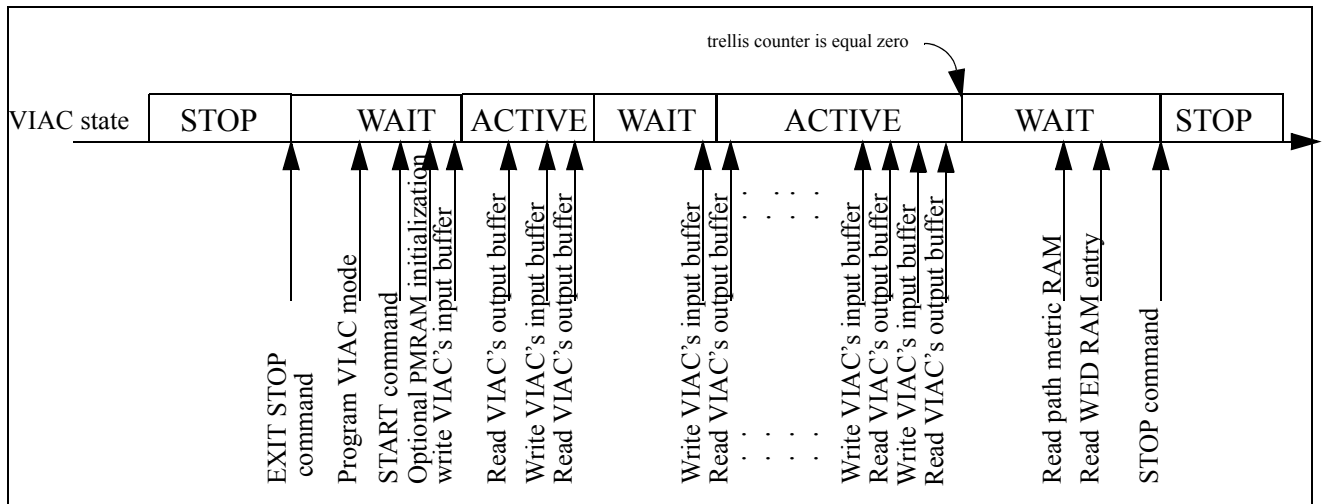 trellis counter is equal zero
VIAC state
STOP
WAIT
ACTIVE
WAIT
ACTIVE
WAIT
STOP
EXIT STOP
command
Program VIAC mode
START command
Optional PMRAM initialization
write VIAC's input buffer
Read VIAC's output buffer
Write VIAC's input buffer
Read VIAC's output buffer
Write VIAC's input buffer
Read VIAC's output buffer
. . . .
. . . .
. . . .
. . . .
Write VIAC's input buffer
Read VIAC's output buffer
Write VIAC's input buffer
Read VIAC's output buffer
Read path metric RAM
Read WED RAM entry
STOP command